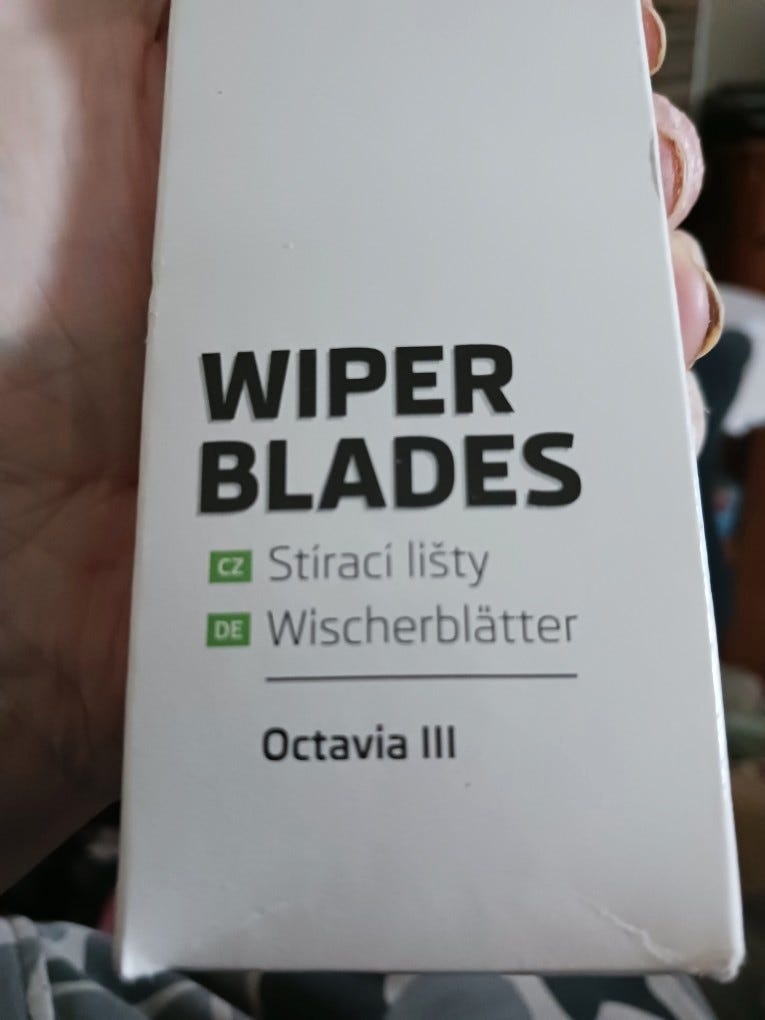 WIPER
BLADES
CZ Stírací lišty
DE Wischerblätter
Octavia III